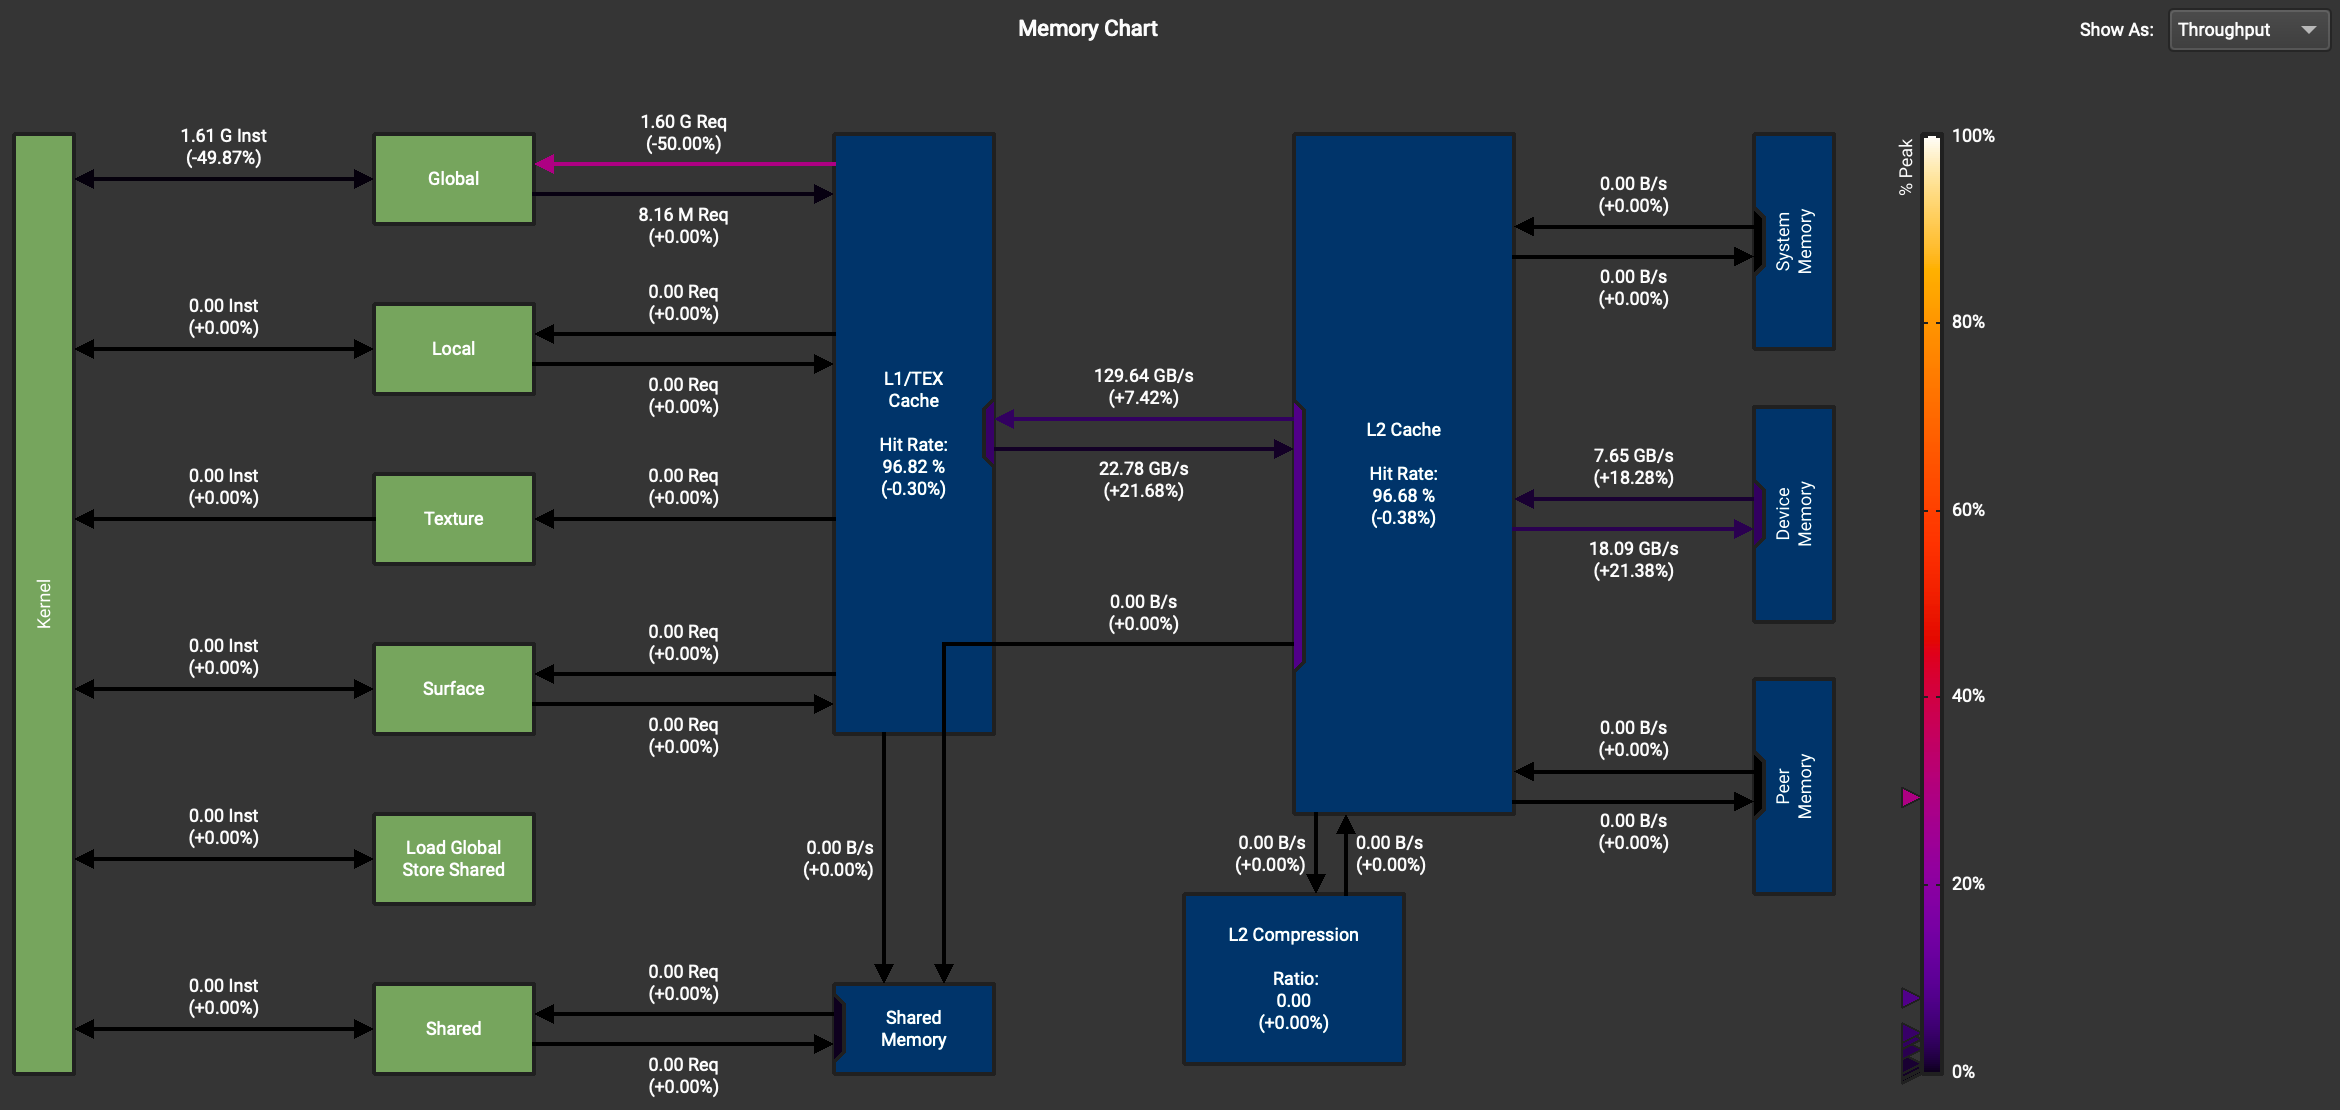 Memory Chart
Show As:
Throughput
Kernel
1.61 G Inst
(-49.87%)
Global
1.60 G Req
(-50.00%)
8.16 M Req
(+0.00%)
0.00 Inst
(+0.00%)
Local
0.00 Req
(+0.00%)
0.00 Req
(+0.00%)
0.00 Inst
(+0.00%)
Texture
0.00 Req
(+0.00%)
0.00 Inst
(+0.00%)
Surface
0.00 Req
(+0.00%)
0.00 Req
(+0.00%)
0.00 Inst
(+0.00%)
Load Global
Store Shared
0.00 Inst
(+0.00%)
Shared
0.00 Req
(+0.00%)
0.00 Req
(+0.00%)
L1/TEX
Cache
Hit Rate:
96.82 %
(-0.30%)
0.00 B/s
(+0.00%)
Shared
Memory
129.64 GB/s
(+7.42%)
22.78 GB/s
(+21.68%)
0.00 B/s
(+0.00%)
L2 Cache
Hit Rate:
96.68 %
(-0.38%)
0.00 B/s
(+0.00%)
0.00 B/s
(+0.00%)
L2 Compression
Ratio:
0.00
(+0.00%)
0.00 B/s
(+0.00%)
0.00 B/s
(+0.00%)
System
Memory
7.65 GB/s
(+18.28%)
18.09 GB/s
(+21.38%)
Device
Memory
0.00 B/s
(+0.00%)
0.00 B/s
(+0.00%)
Peer
Memory
% Peak
100%
80%
60%
40%
20%
0%